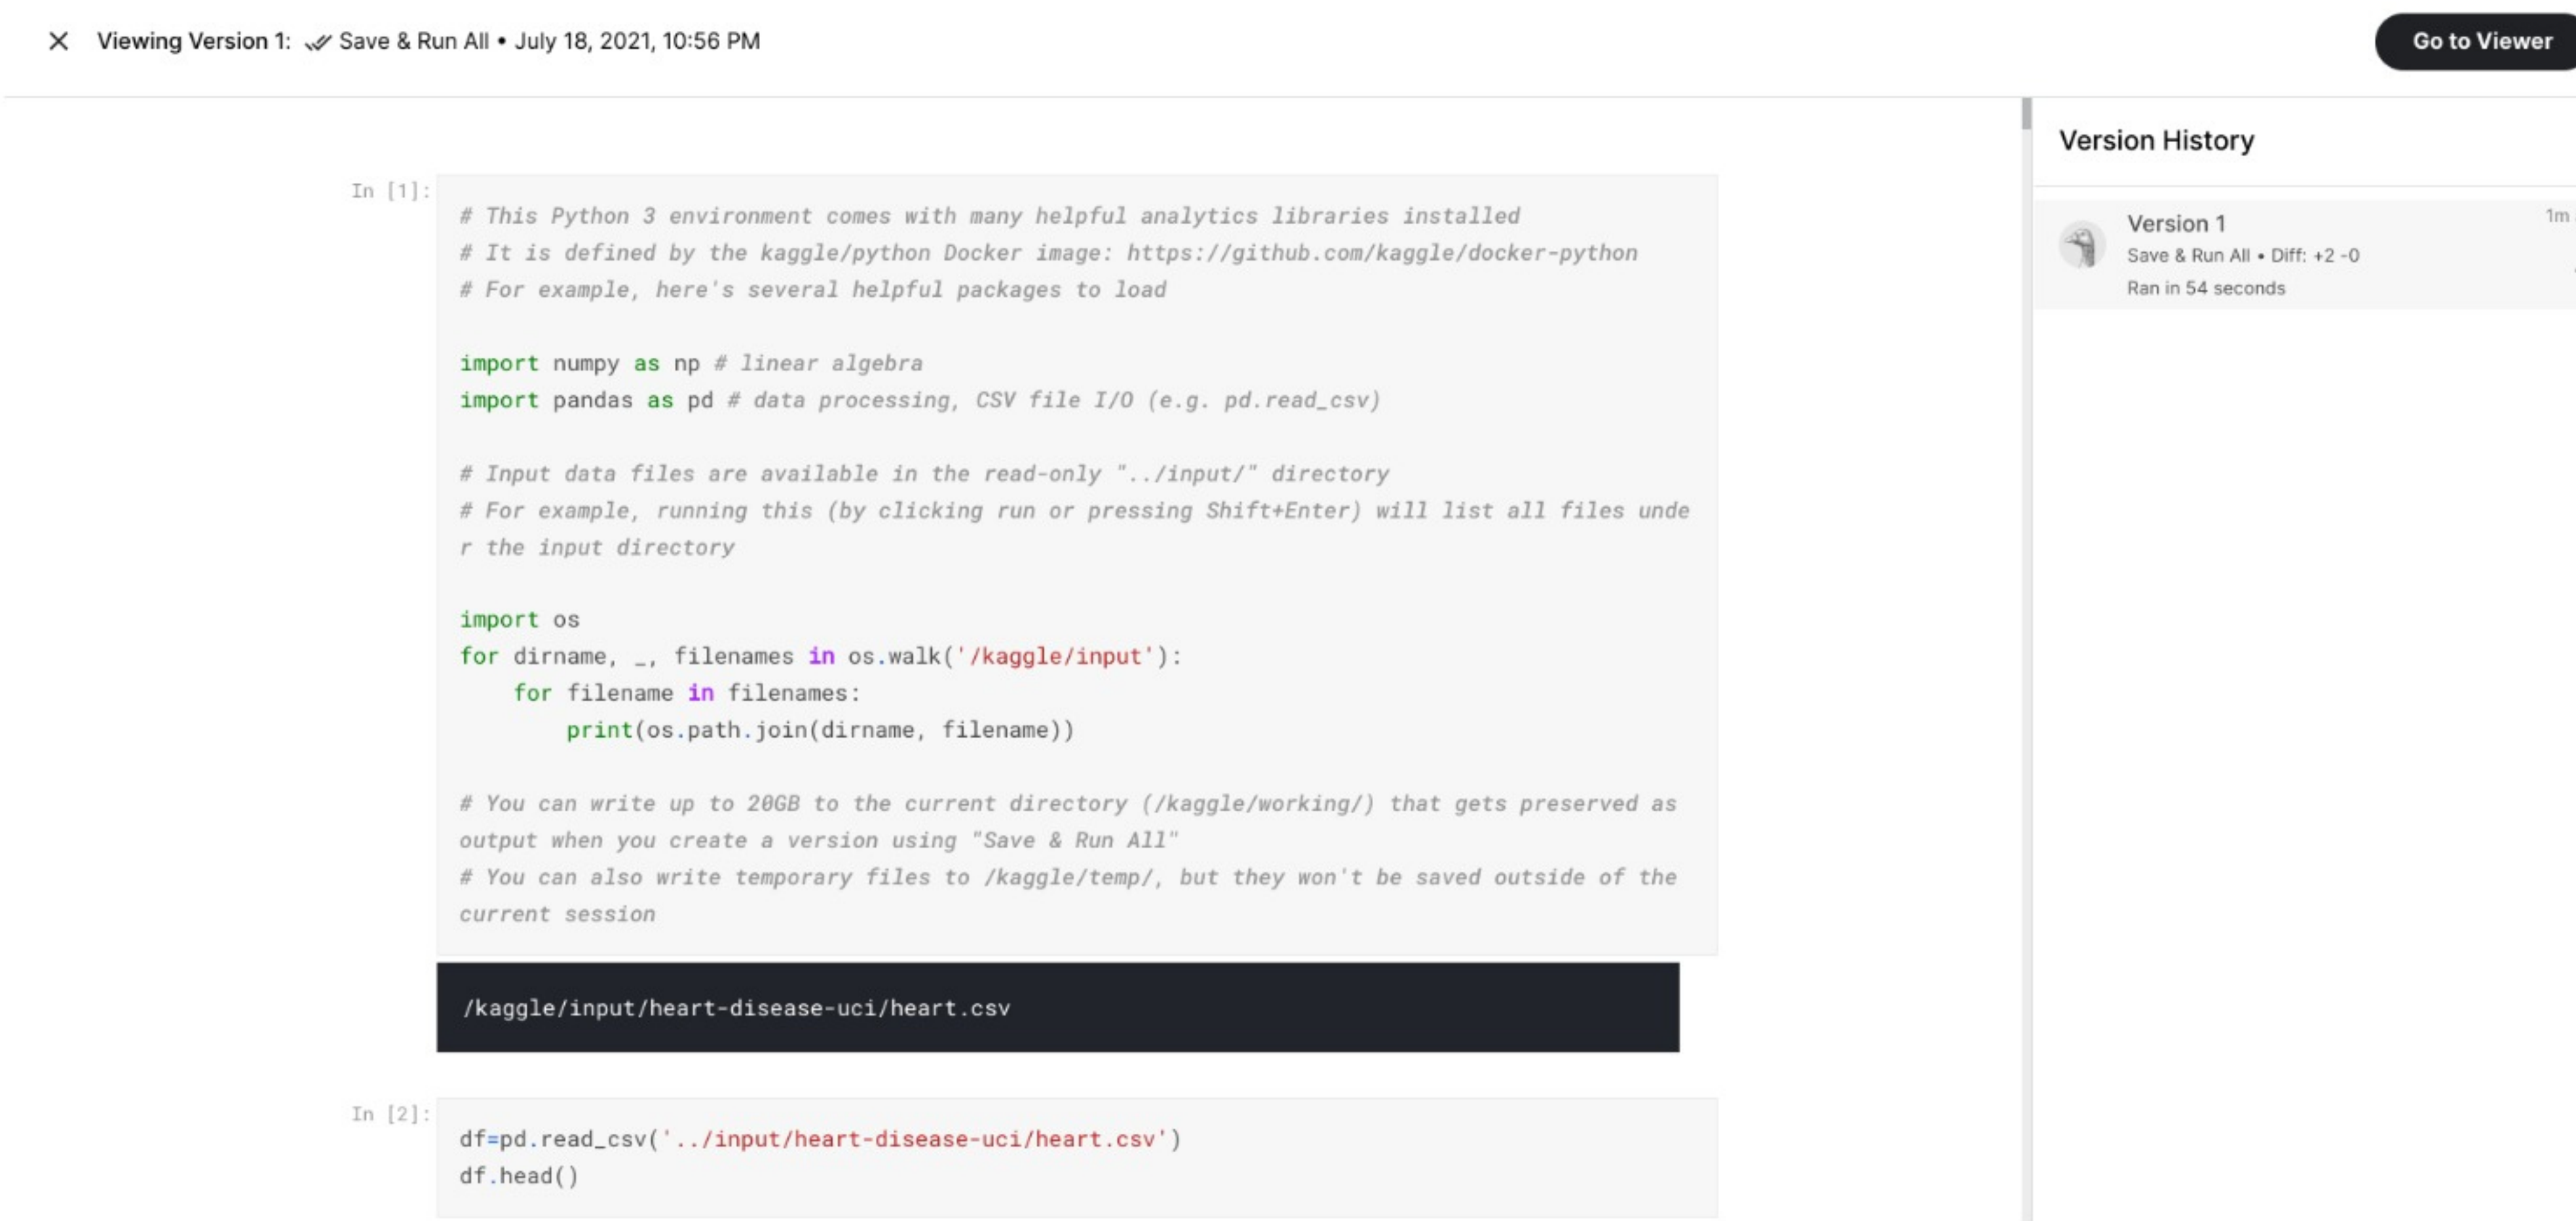 Viewing Version 1: Save & Run All • July 18, 2021, 10:56 PM
Go to Viewer
In [1]:
# This Python 3 environment comes with many helpful analytics libraries installed
# It is defined by the kaggle/python Docker image: https://github.com/kaggle/docker-python
# For example, here's several helpful packages to load
import numpy as np # linear algebra
import pandas as pd # data processing, CSV file I/O (e.g. pd.read_csv)
# Input data files are available in the read-only "../input/" directory
# For example, running this (by clicking run or pressing Shift+Enter) will list all files unde
r the input directory
import os
for dirname, _, filenames in os.walk('/kaggle/input'):
    for filename in filenames:
        print(os.path.join(dirname, filename))
# You can write up to 20GB to the current directory (/kaggle/working/) that gets preserved as
output when you create a version using "Save & Run All"
# You can also write temporary files to /kaggle/temp/, but they won't be saved outside of the
current session
/kaggle/input/heart-disease-uci/heart.csv
In [2]:
df=pd.read_csv('../input/heart-disease-uci/heart.csv')
df.head()
Version History
Version 1
1m
Save & Run All • Diff: +2 -0
Ran in 54 seconds